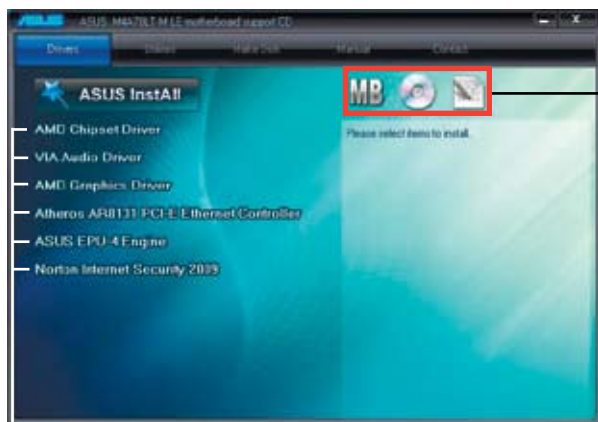 ASUS M4A78LT-M LE motherboard support CD
Drivers Utilities Make Disk Manual Contact
ASUS InstAll
MB
AMD Chipset Driver
Please select items to install.
VIA Audio Driver
AMD Graphics Driver
Atheros AR8131 PCI-E Ethernet Controller
ASUS EPU-4 Engine
Norton Internet Security 2009